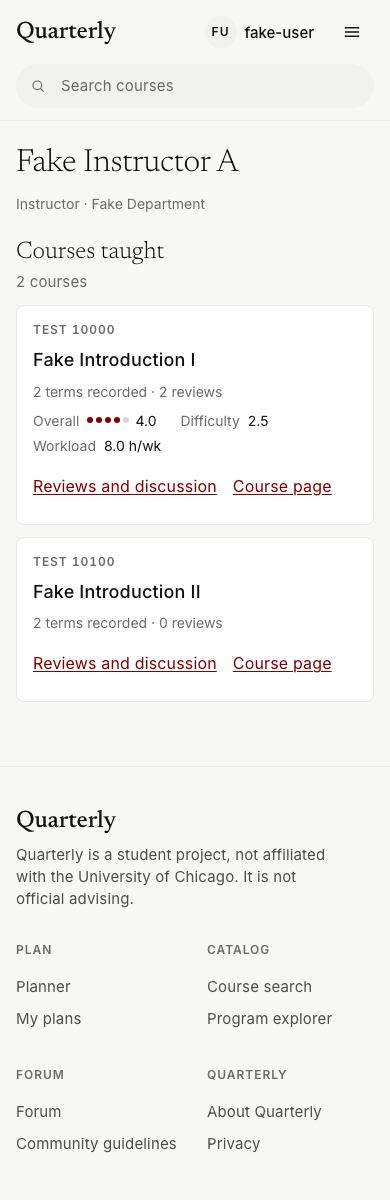 Quarterly
FU fake-user
Search courses
Fake Instructor A
Instructor · Fake Department
Courses taught
2 courses
TEST 10000
Fake Introduction I
2 terms recorded · 2 reviews
Overall 4.0 Difficulty 2.5
Workload 8.0 h/wk
Reviews and discussion Course page
TEST 10100
Fake Introduction II
2 terms recorded · 0 reviews
Reviews and discussion Course page
Quarterly
Quarterly is a student project, not affiliated
with the University of Chicago. It is not
official advising.
PLAN
Planner
My plans
CATALOG
Course search
Program explorer
FORUM
Forum
Community guidelines
QUARTERLY
About Quarterly
Privacy